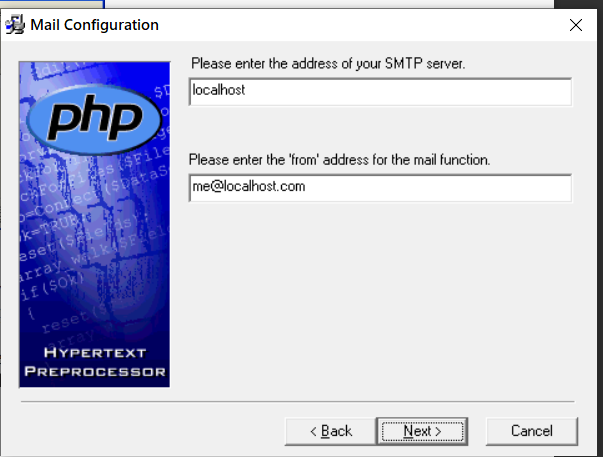 Mail Configuration
Please enter the address of your SMTP server.
localhost
Please enter the 'from' address for the mail function.
me@localhost.com
php
HYPERTEXT
PREPROCESSOR
< Back
Next >
Cancel